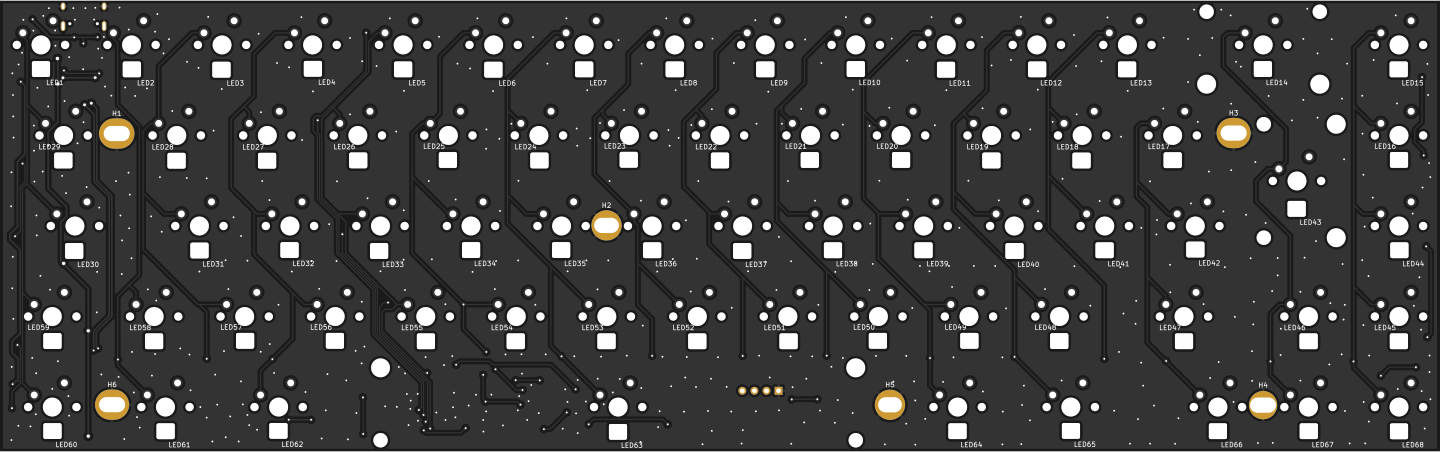 LED1 LED2 LED3 LED4 LED5 LED6 LED7 LED8 LED9 LED10 LED11 LED12 LED13 LED14 LED15
H1 H3
LED29 LED28 LED27 LED26 LED25 LED24 LED23 LED22 LED21 LED20 LED19 LED18 LED17 LED16
H2
LED43
LED30 LED31 LED32 LED33 LED34 LED35 LED36 LED37 LED38 LED39 LED40 LED41 LED42 LED44
LED59 LED58 LED57 LED56 LED55 LED54 LED53 LED52 LED51 LED50 LED49 LED48 LED47 LED46 LED45
H6 H5 H4
LED60 LED61 LED62 LED63 LED64 LED65 LED66 LED67 LED68